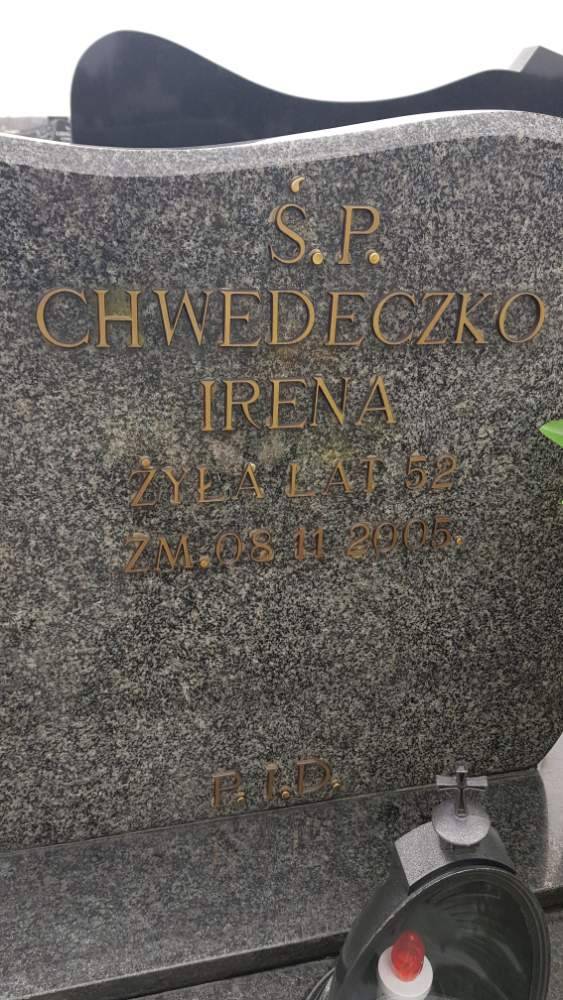 Ś.P.
CHWEDECZKO
IRENA
ŻYŁA LAT 52
ZM.08 11 2005.
P.I.D.